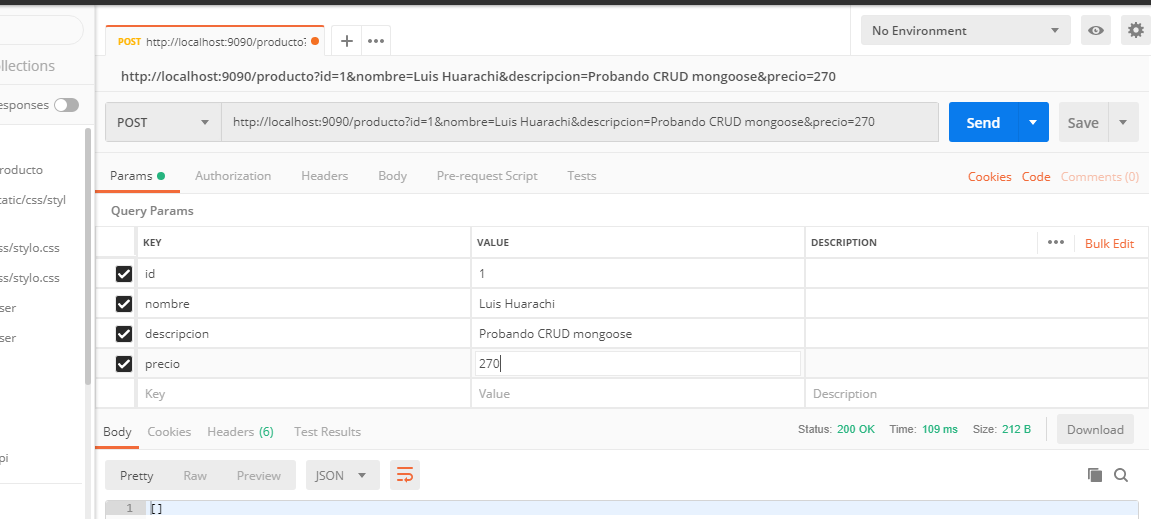 POST http://localhost:9090/producto?
No Environment
ollections
http://localhost:9090/producto?id=1&nombre=Luis Huarachi&descripcion=Probando CRUD mongoose&precio=270
esponses
POST http://localhost:9090/producto?id=1&nombre=Luis Huarachi&descripcion=Probando CRUD mongoose&precio=270 Send Save
roducto
Params Authorization Headers Body Pre-request Script Tests Cookies Code Comments (0)
tatic/css/styl
Query Params
KEY VALUE DESCRIPTION ••• Bulk Edit
ss/stylo.css
id 1
ss/stylo.css
nombre Luis Huarachi
ser
descripcion Probando CRUD mongoose
ser
precio 270
Key Value Description
Body Cookies Headers (6) Test Results Status: 200 OK Time: 109 ms Size: 212 B Download
pi
Pretty Raw Preview JSON
1 []